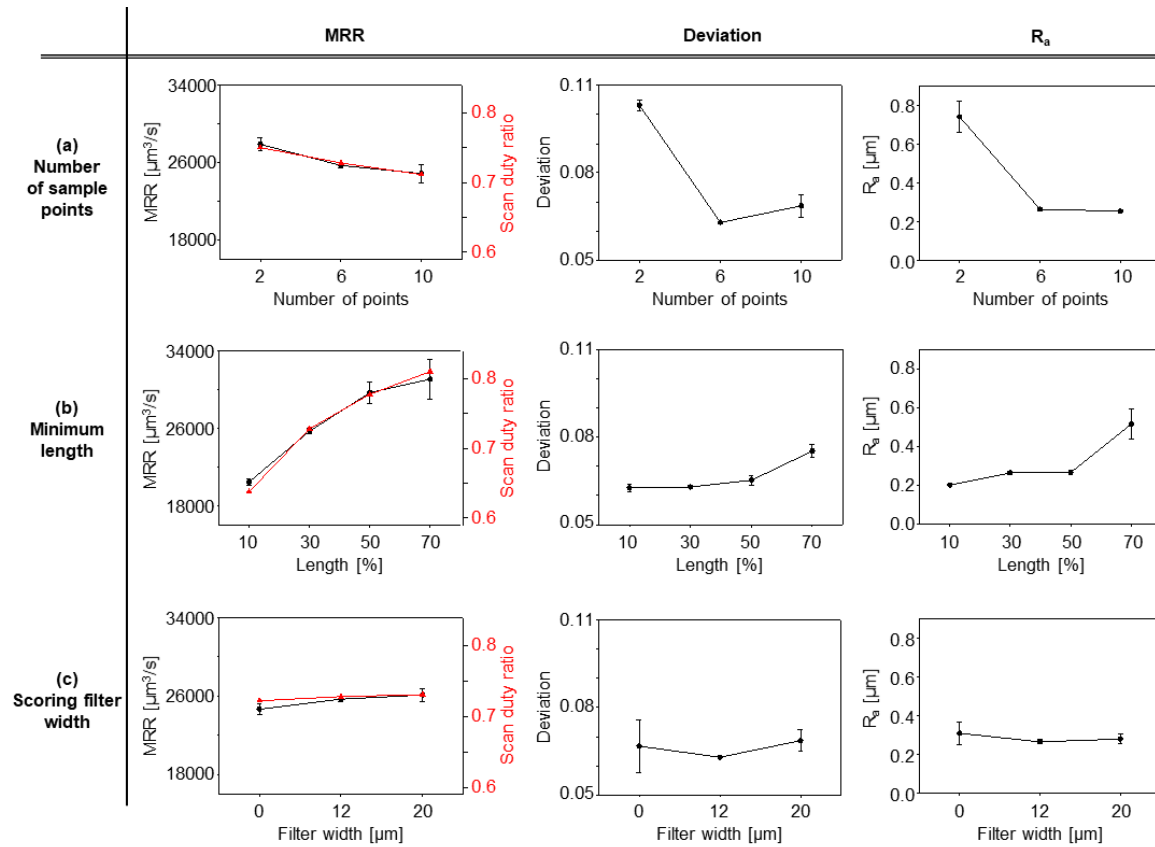 MRR
Deviation
Rₐ
(a)
Number
of sample
points
34000
26000
18000
MRR [µm³/s]
0.8
0.7
0.6
Scan duty ratio
2 6 10
Number of points
0.11
0.08
0.05
Deviation
2 6 10
Number of points
0.8
0.6
0.4
0.2
0.0
Rₐ [µm]
2 6 10
Number of points
(b)
Minimum
length
34000
26000
18000
MRR [µm³/s]
0.8
0.7
0.6
Scan duty ratio
10 30 50 70
Length [%]
0.11
0.08
0.05
Deviation
10 30 50 70
Length [%]
0.8
0.6
0.4
0.2
0.0
Rₐ [µm]
10 30 50 70
Length [%]
(c)
Scoring filter
width
34000
26000
18000
MRR [µm³/s]
0.8
0.7
0.6
Scan duty ratio
0 12 20
Filter width [µm]
0.11
0.08
0.05
Deviation
0 12 20
Filter width [µm]
0.8
0.6
0.4
0.2
0.0
Rₐ [µm]
0 12 20
Filter width [µm]